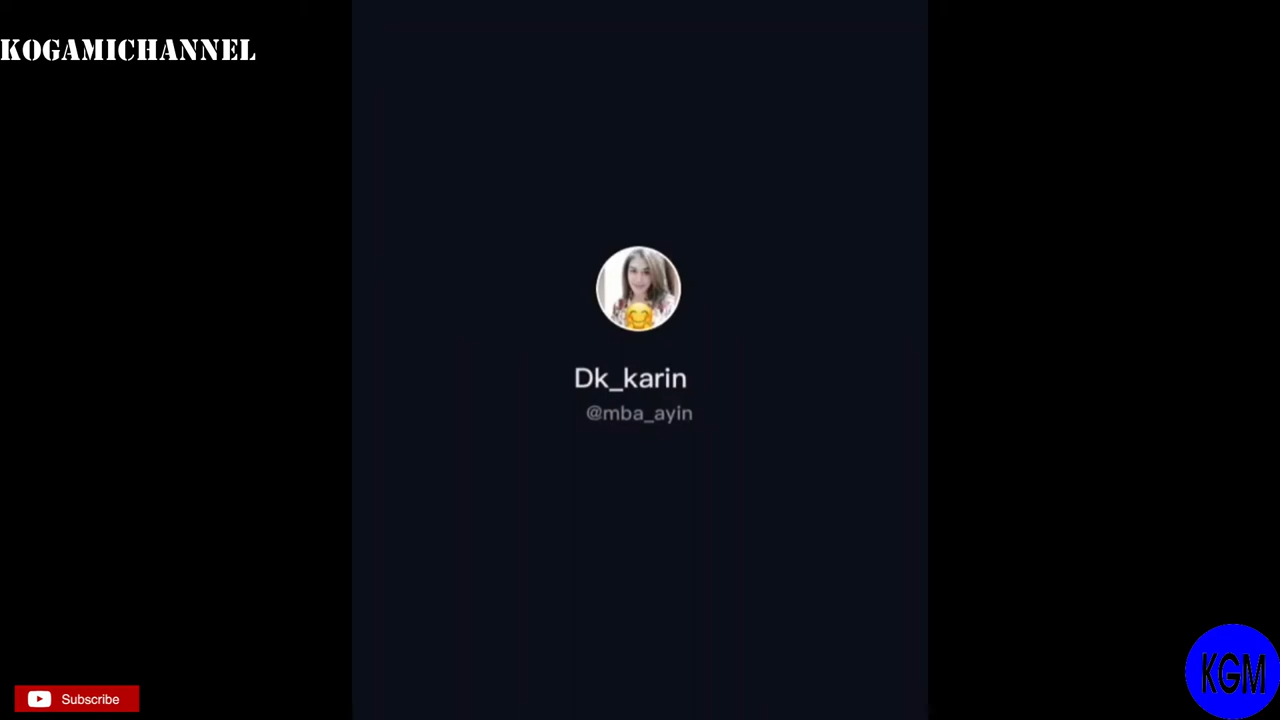 KOGAMICHANNEL
Dk_karin
@mba_ayin
Subscribe
KGM